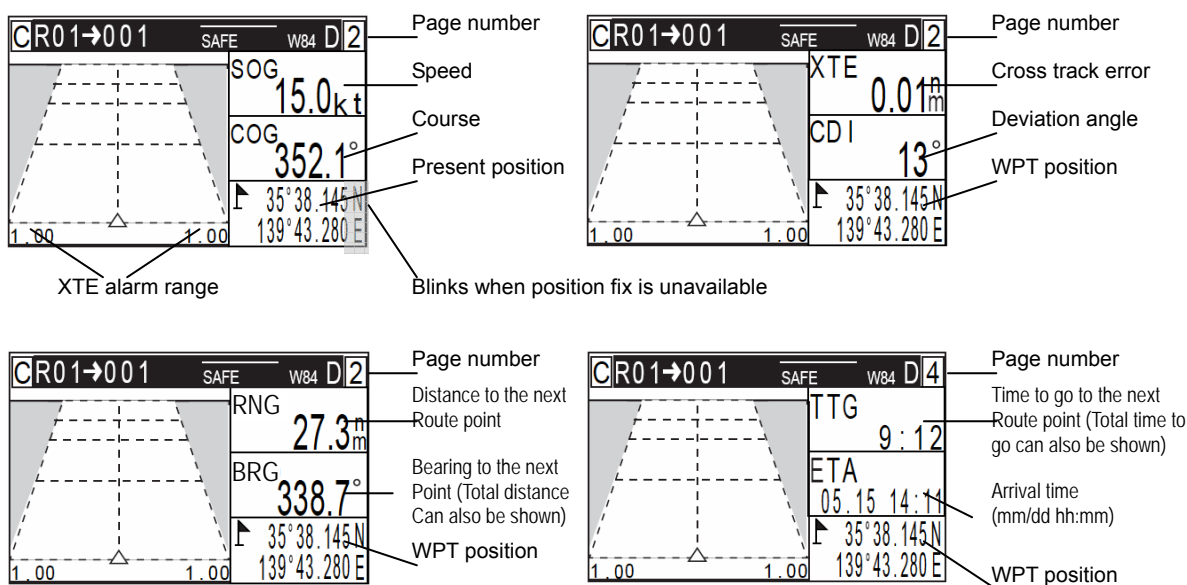 CR01→001 SAFE W84 D 2
Page number
SOG
15.0kt
Speed
COG
352.1°
Course
35°38.145N
139°43.280E
Present position
1.00 1.00
XTE alarm range
Blinks when position fix is unavailable
CR01→001 SAFE W84 D 2
Page number
XTE
0.01nm
Cross track error
CDI
13°
Deviation angle
35°38.145N
139°43.280E
WPT position
1.00 1.00
CR01→001 SAFE W84 D 2
Page number
RNG
27.3nm
Distance to the next
Route point
BRG
338.7°
Bearing to the next
Point (Total distance
Can also be shown)
35°38.145N
139°43.280E
WPT position
1.00 1.00
CR01→001 SAFE W84 D 4
Page number
TTG
9:12
Time to go to the next
Route point (Total time to
go can also be shown)
ETA
05.15 14:11
Arrival time
(mm/dd hh:mm)
35°38.145N
139°43.280E
WPT position
1.00 1.00